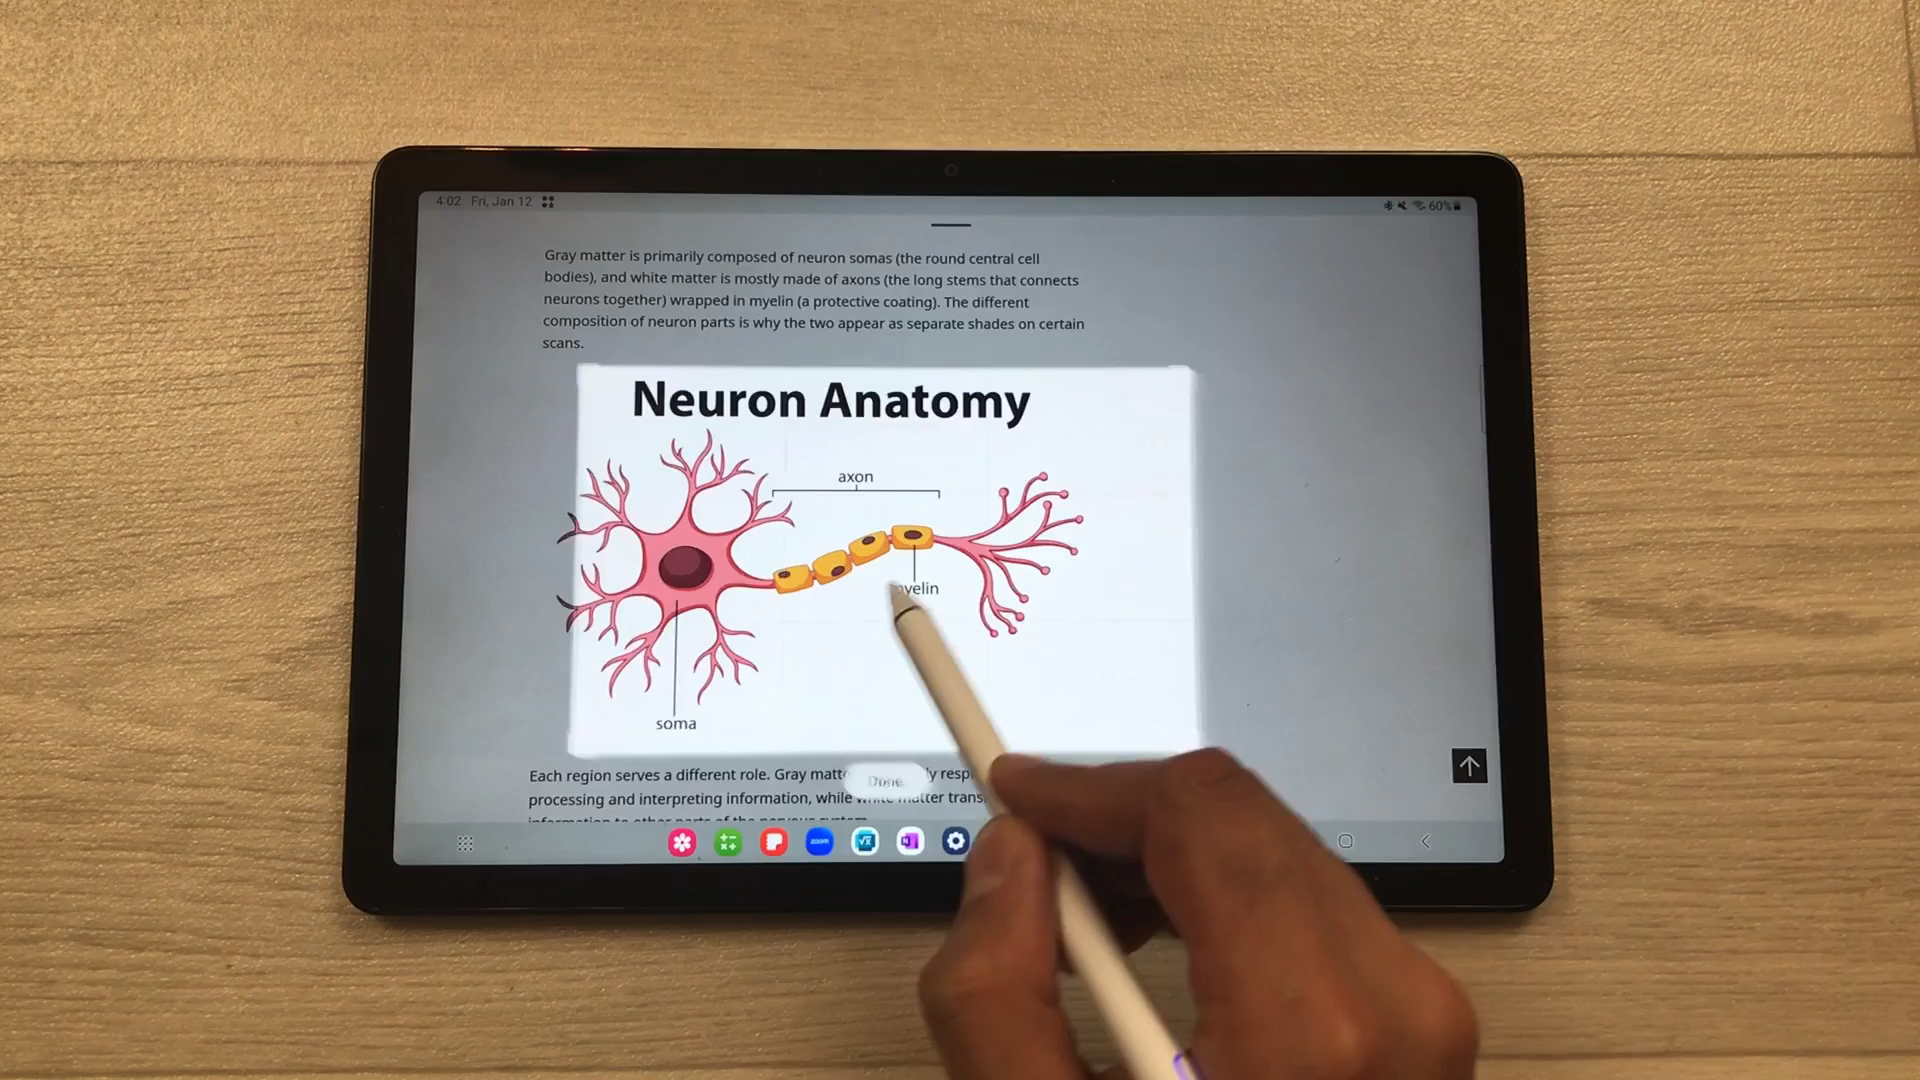 4:02 Fri, Jan 12
60%
Gray matter is primarily composed of neuron somas (the round central cell
bodies), and white matter is mostly made of axons (the long stems that connects
neurons together) wrapped in myelin (a protective coating). The different
composition of neuron parts is why the two appear as separate shades on certain
scans.
Neuron Anatomy
axon
soma
Each region serves a different role. Gray
Done
processing and interpreting information, while
zoom